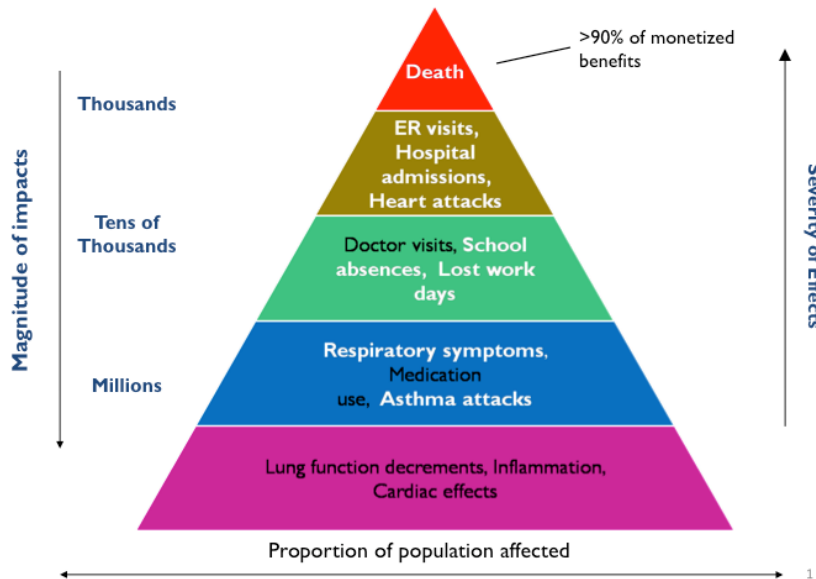 >90% of monetized
benefits
Death
Thousands
ER visits,
Hospital
admissions,
Heart attacks
Tens of
Thousands
Doctor visits, School
absences, Lost work
days
Magnitude of impacts
Severity of Effects
Respiratory symptoms,
Medication
use, Asthma attacks
Millions
Lung function decrements, Inflammation,
Cardiac effects
Proportion of population affected
1